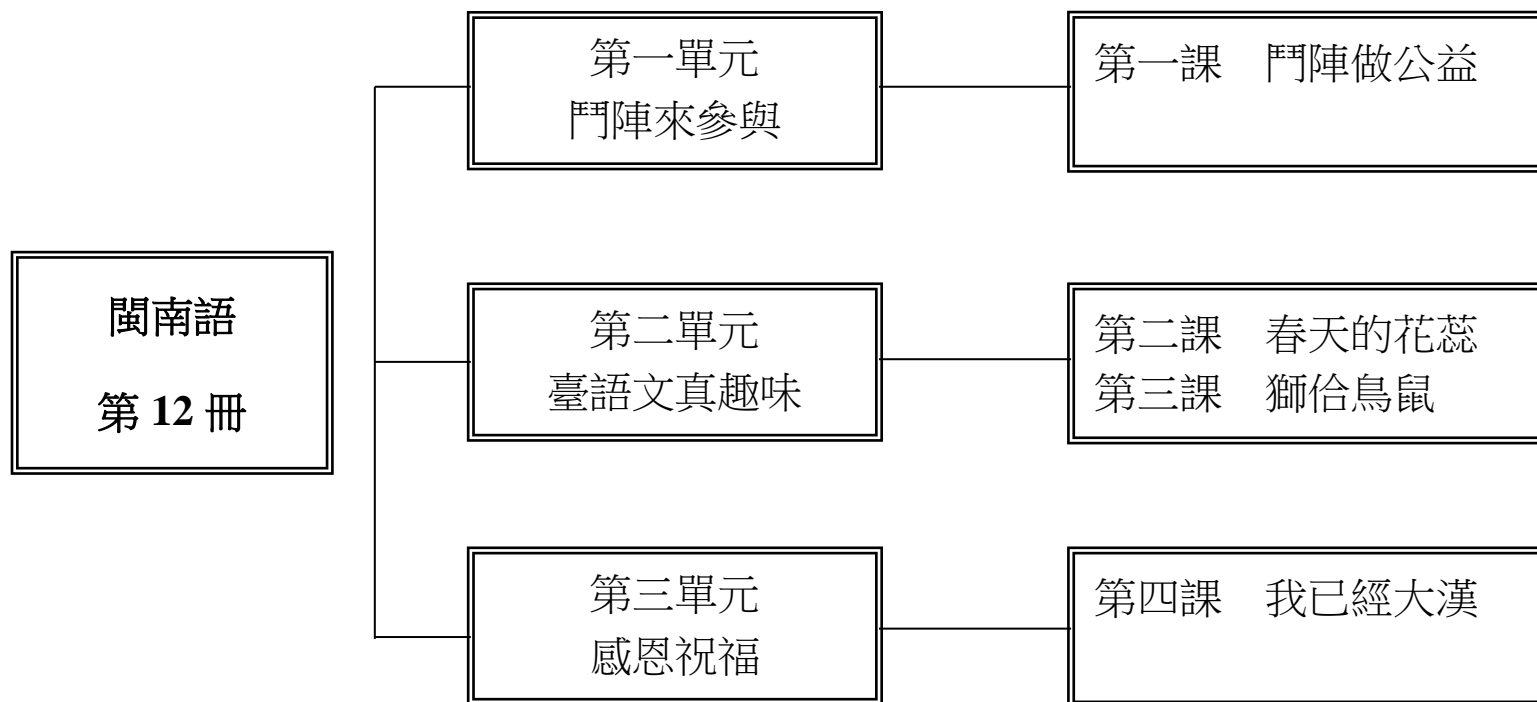 閩南語
第 12 冊
第一單元
鬥陣來參與
第一課　鬥陣做公益
第二單元
臺語文真趣味
第二課　春天的花蕊
第三課　獅佮鳥鼠
第三單元
感恩祝福
第四課　我已經大漢